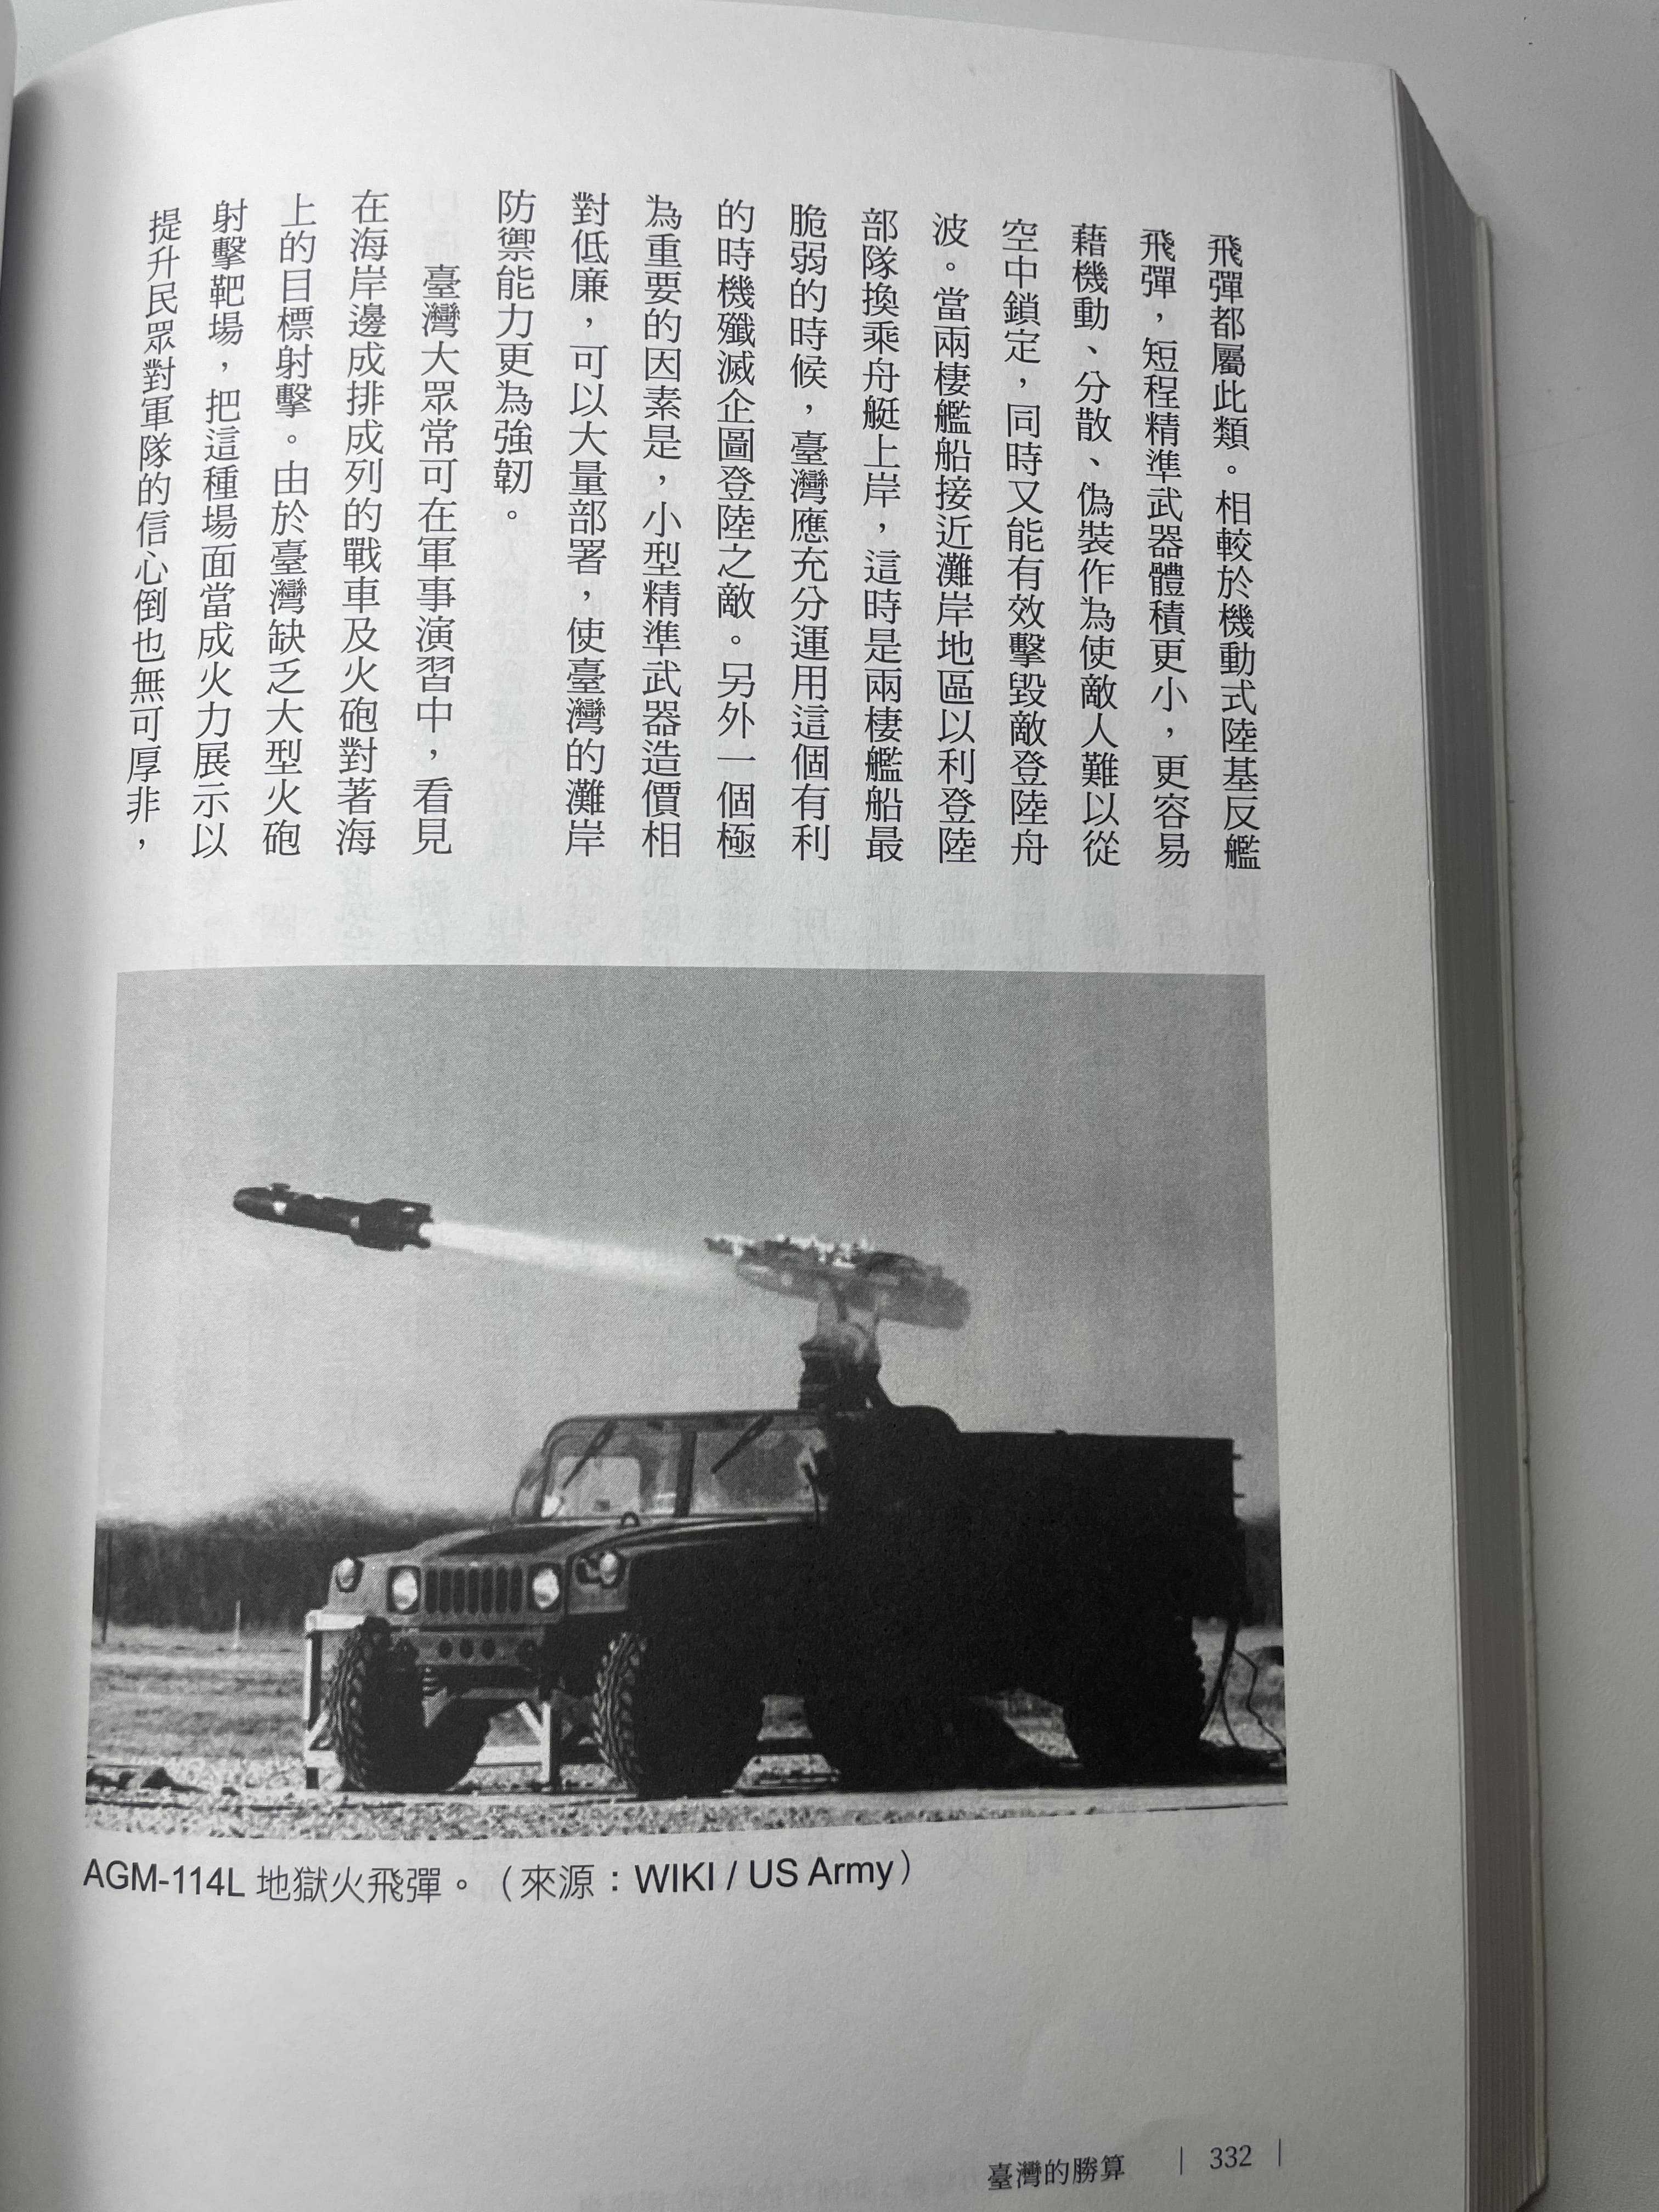 飛彈都屬此類。相較於機動式陸基反艦
飛彈，短程精準武器體積更小，更容易
藉機動、分散、偽裝作為使敵人難以從
空中鎖定，同時又能有效擊毀敵登陸舟
波。當兩棲艦船接近灘岸地區以利登陸
部隊換乘舟艇上岸，這時是兩棲艦船最
脆弱的時候，臺灣應充分運用這個有利
的時機殲滅企圖登陸之敵。另外一個極
為重要的因素是，小型精準武器造價相
對低廉，可以大量部署，使臺灣的灘岸
防禦能力更為強韌。
臺灣大眾常可在軍事演習中，看見
在海岸邊成排成列的戰車及火砲對著海
上的目標射擊。由於臺灣缺乏大型火砲
射擊靶場，把這種場面當成火力展示以
提升民眾對軍隊的信心倒也無可厚非，
AGM-114L 地獄火飛彈。（來源：WIKI / US Army）
臺灣的勝算 | 332 |